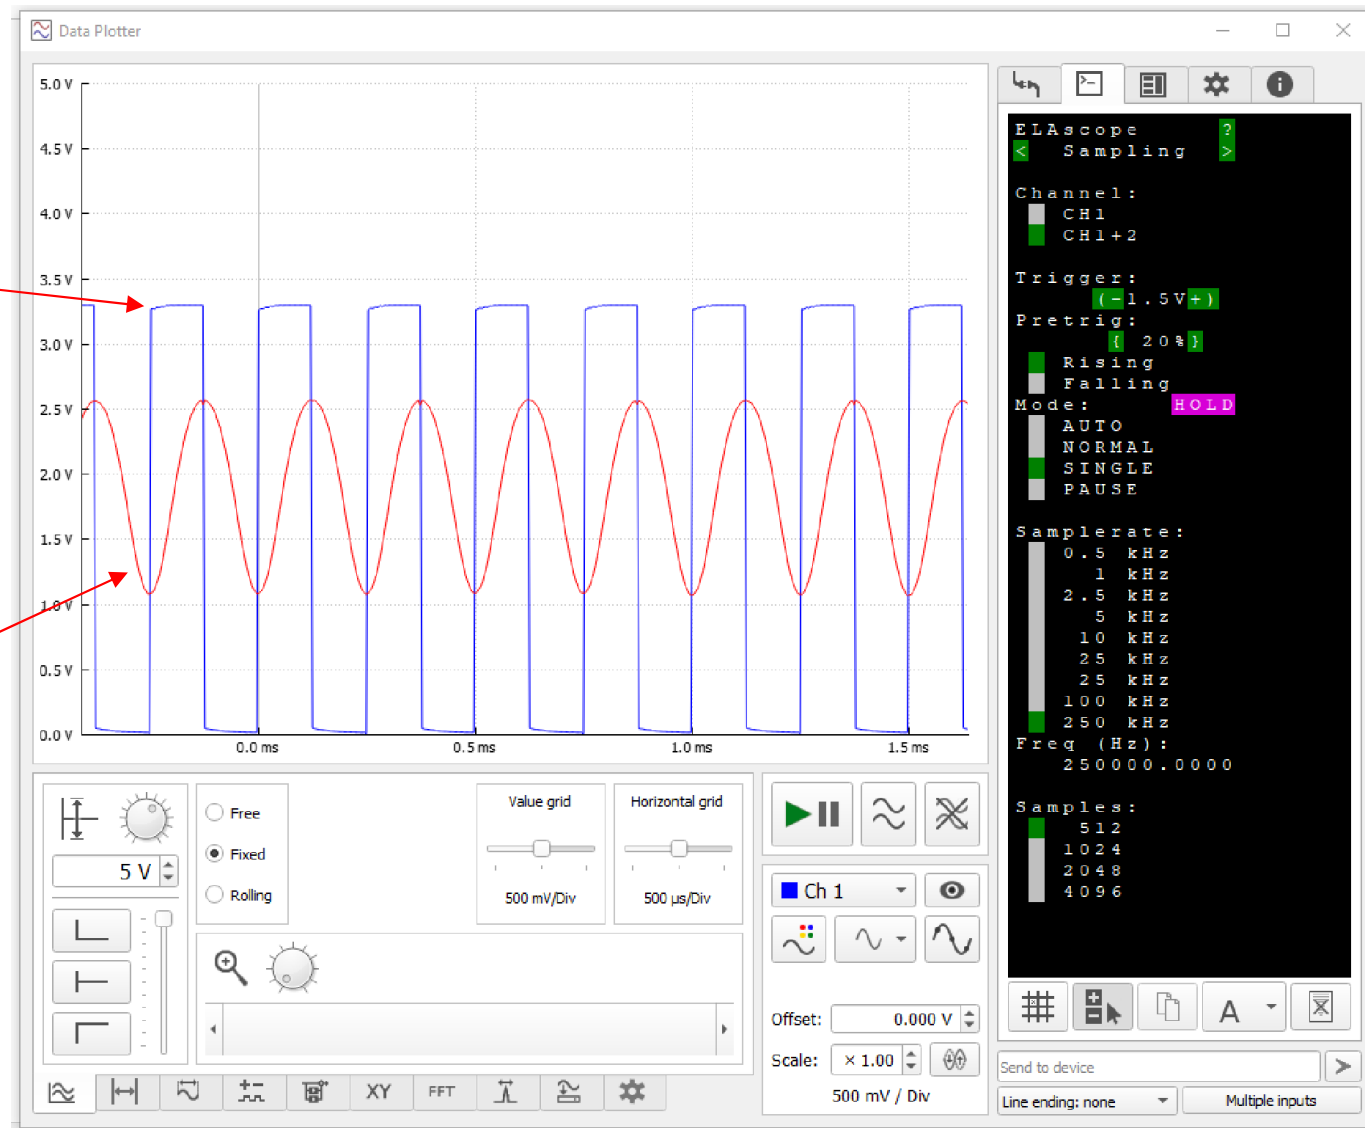 Data Plotter
5.0 V
4.5 V
4.0 V
3.5 V
3.0 V
2.5 V
2.0 V
1.5 V
1.0 V
0.5 V
0.0 V
0.0 ms
0.5 ms
1.0 ms
1.5 ms
ELAscope ?
< Sampling >
Channel:
CH1
CH1+2
Trigger:
(-1.5V+)
Pretrig:
{ 20%}
Rising
Falling
Mode: HOLD
AUTO
NORMAL
SINGLE
PAUSE
Samplerate:
0.5 kHz
1 kHz
2.5 kHz
5 kHz
10 kHz
25 kHz
25 kHz
100 kHz
250 kHz
Freq (Hz):
250000.0000
Samples:
512
1024
2048
4096
5 V
Free
Fixed
Rolling
Value grid
500 mV/Div
Horizontal grid
500 µs/Div
Ch 1
Offset: 0.000 V
Scale: × 1.00
500 mV / Div
XY
FFT
A
Send to device
Line ending: none
Multiple inputs